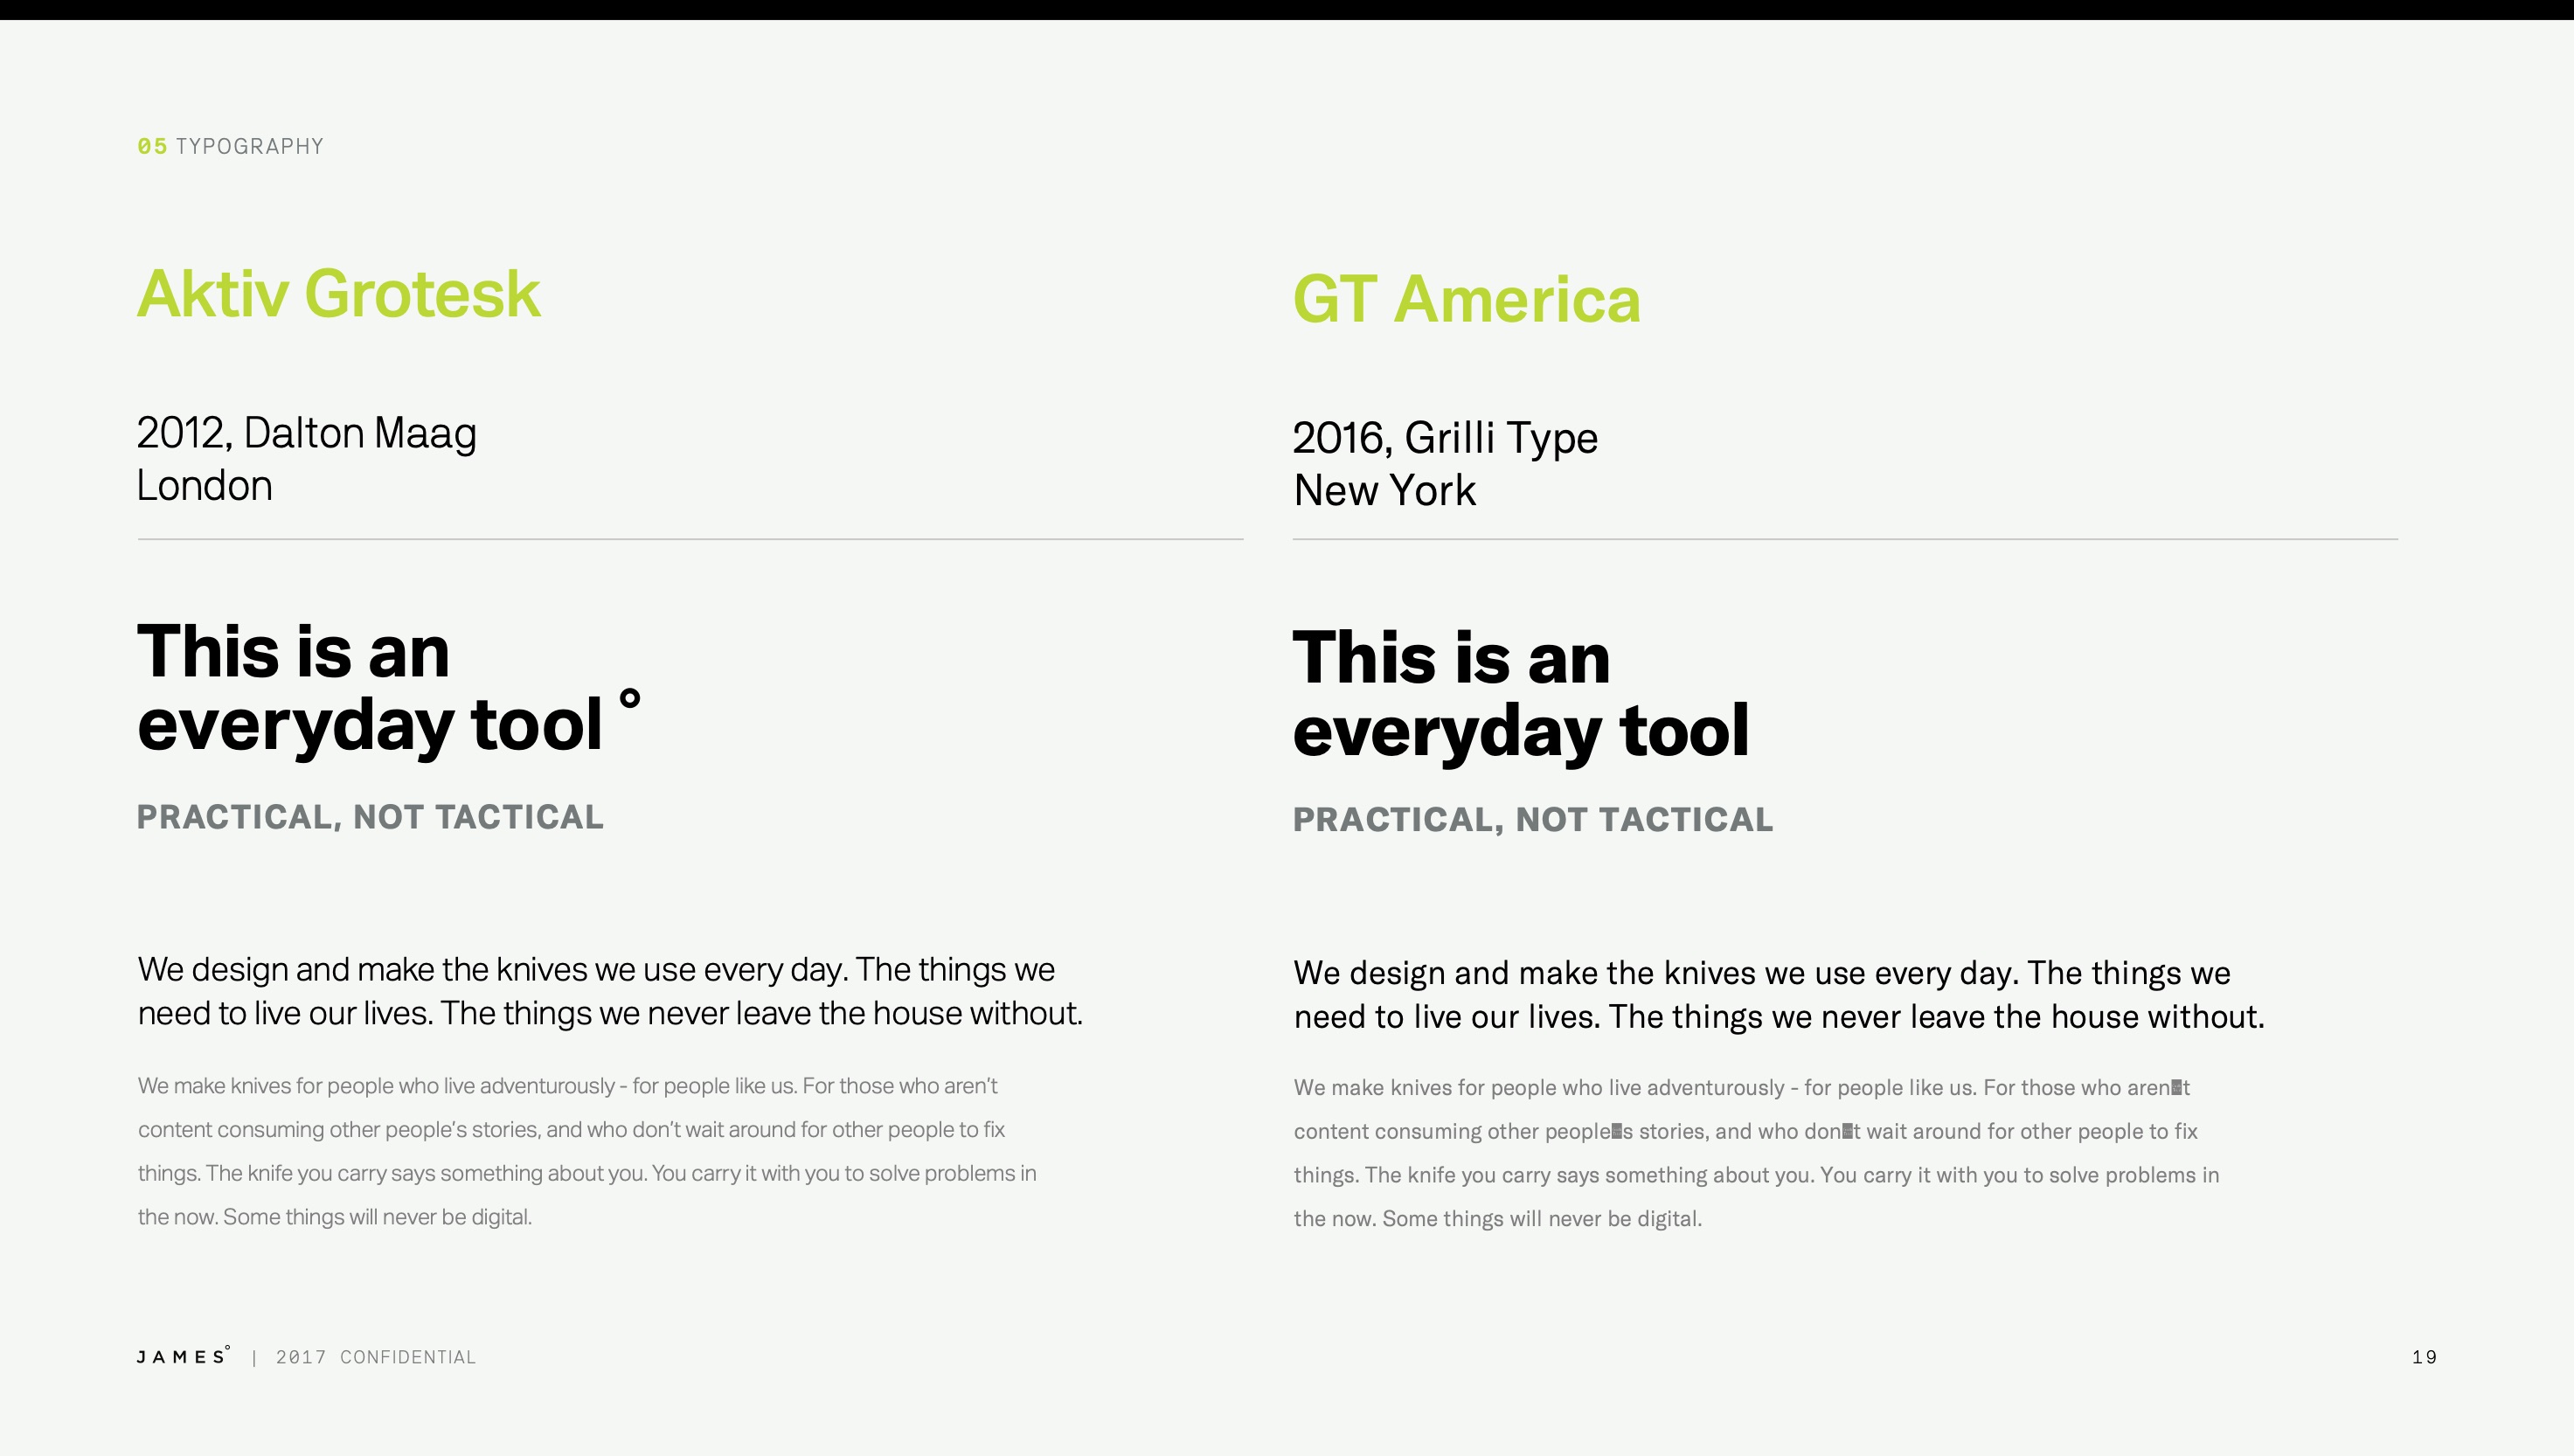 05 TYPOGRAPHY
Aktiv Grotesk
2012, Dalton Maag
London
This is an
everyday tool °
PRACTICAL, NOT TACTICAL
We design and make the knives we use every day. The things we
need to live our lives. The things we never leave the house without.
We make knives for people who live adventurously - for people like us. For those who aren’t
content consuming other people’s stories, and who don’t wait around for other people to fix
things. The knife you carry says something about you. You carry it with you to solve problems in
the now. Some things will never be digital.
GT America
2016, Grilli Type
New York
This is an
everyday tool
PRACTICAL, NOT TACTICAL
We design and make the knives we use every day. The things we
need to live our lives. The things we never leave the house without.
We make knives for people who live adventurously - for people like us. For those who aren■t
content consuming other people■s stories, and who don■t wait around for other people to fix
things. The knife you carry says something about you. You carry it with you to solve problems in
the now. Some things will never be digital.
JAMES° | 2017 CONFIDENTIAL
19